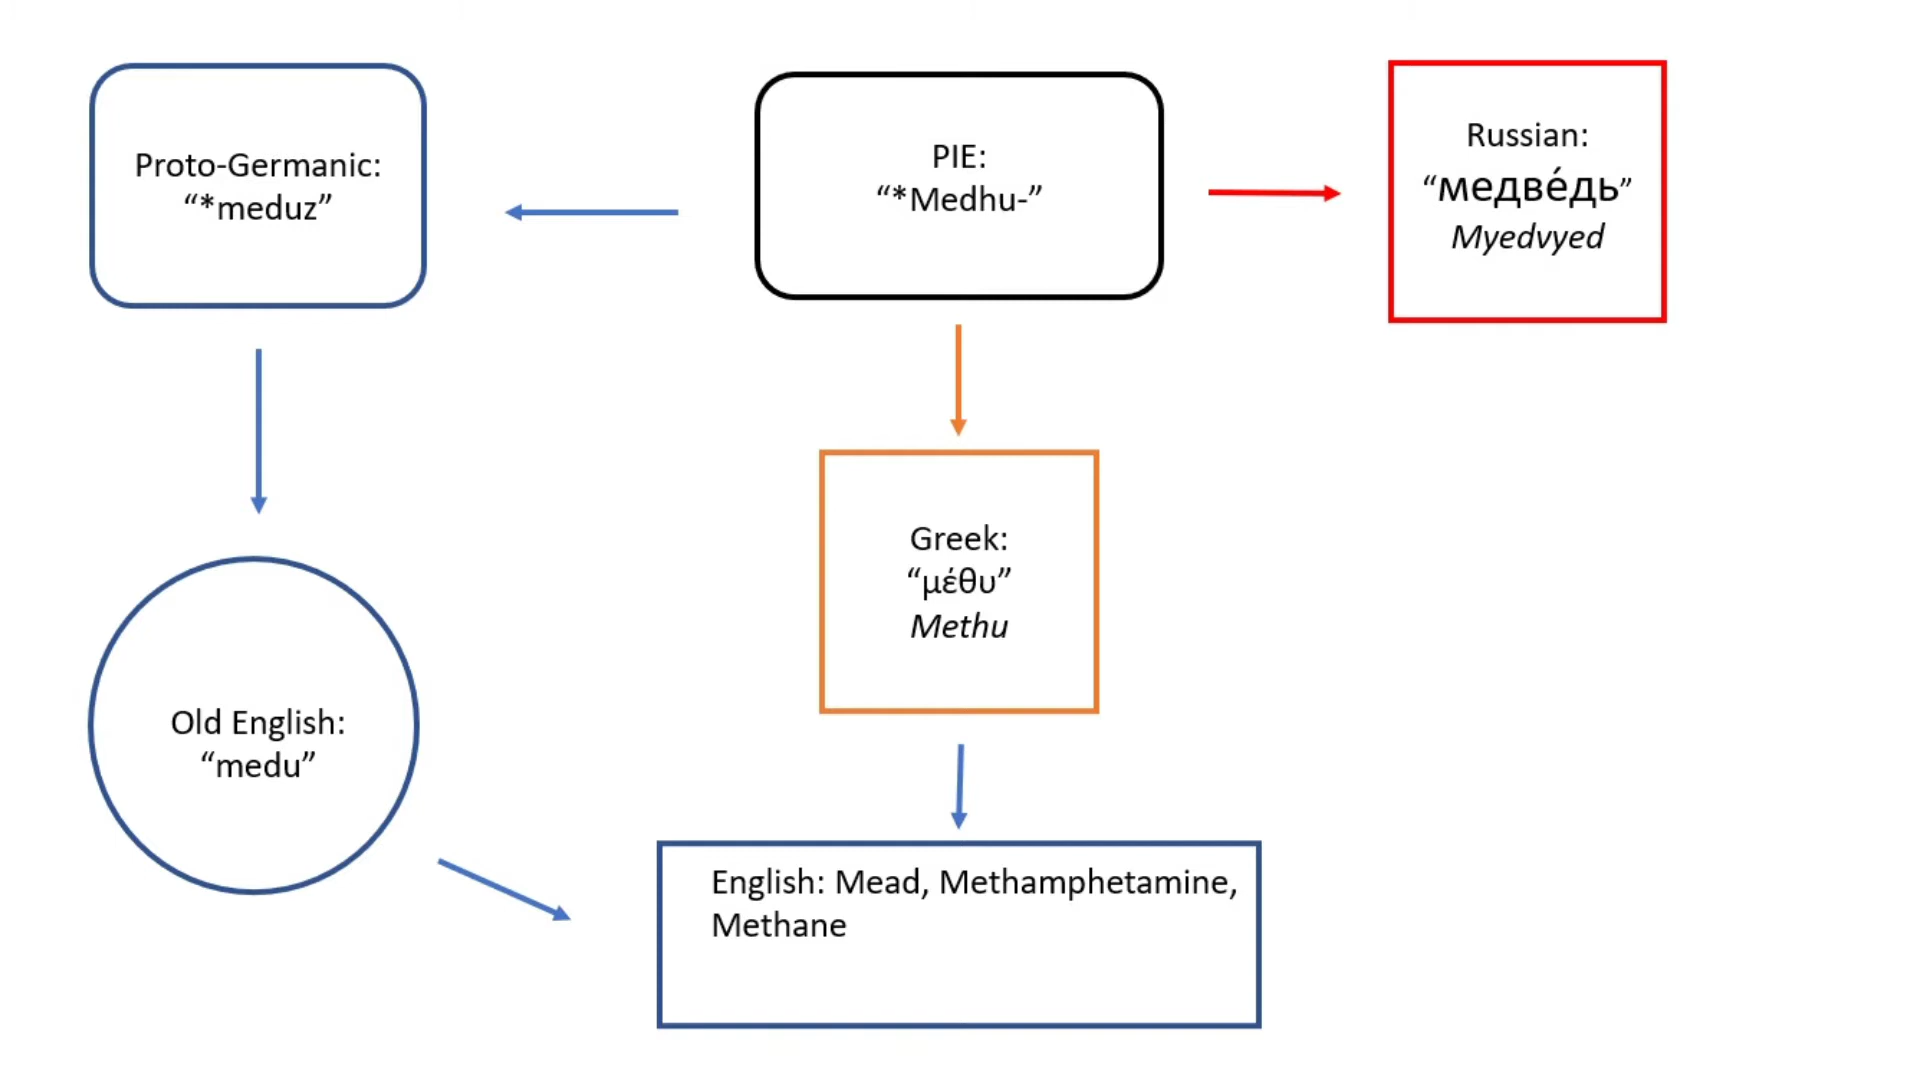 Proto-Germanic:
“*meduz”
PIE:
“*Medhu-”
Russian:
“медве́дь”
Myedvyed
Greek:
“μέθυ”
Methu
Old English:
“medu”
English: Mead, Methamphetamine,
Methane